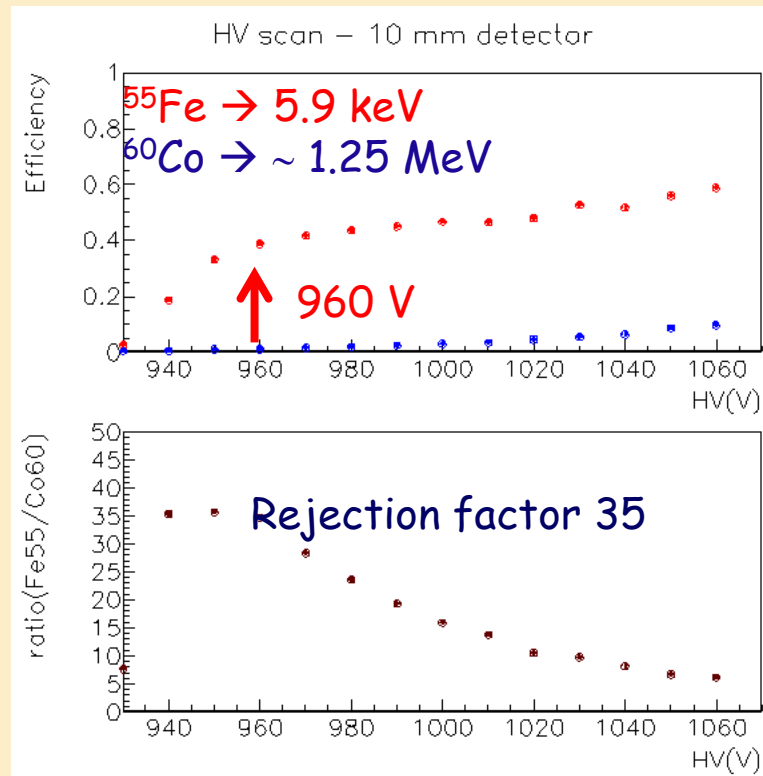 HV scan – 10 mm detector
Efficiency
1
0.8
0.6
0.4
0.2
0
⁵⁵Fe → 5.9 keV
⁶⁰Co → ~ 1.25 MeV
960 V
940 960 980 1000 1020 1040 1060
HV(V)
ratio(Fe55/Co60)
50
45
40
35
30
25
20
15
10
5
0
Rejection factor 35
940 960 980 1000 1020 1040 1060
HV(V)